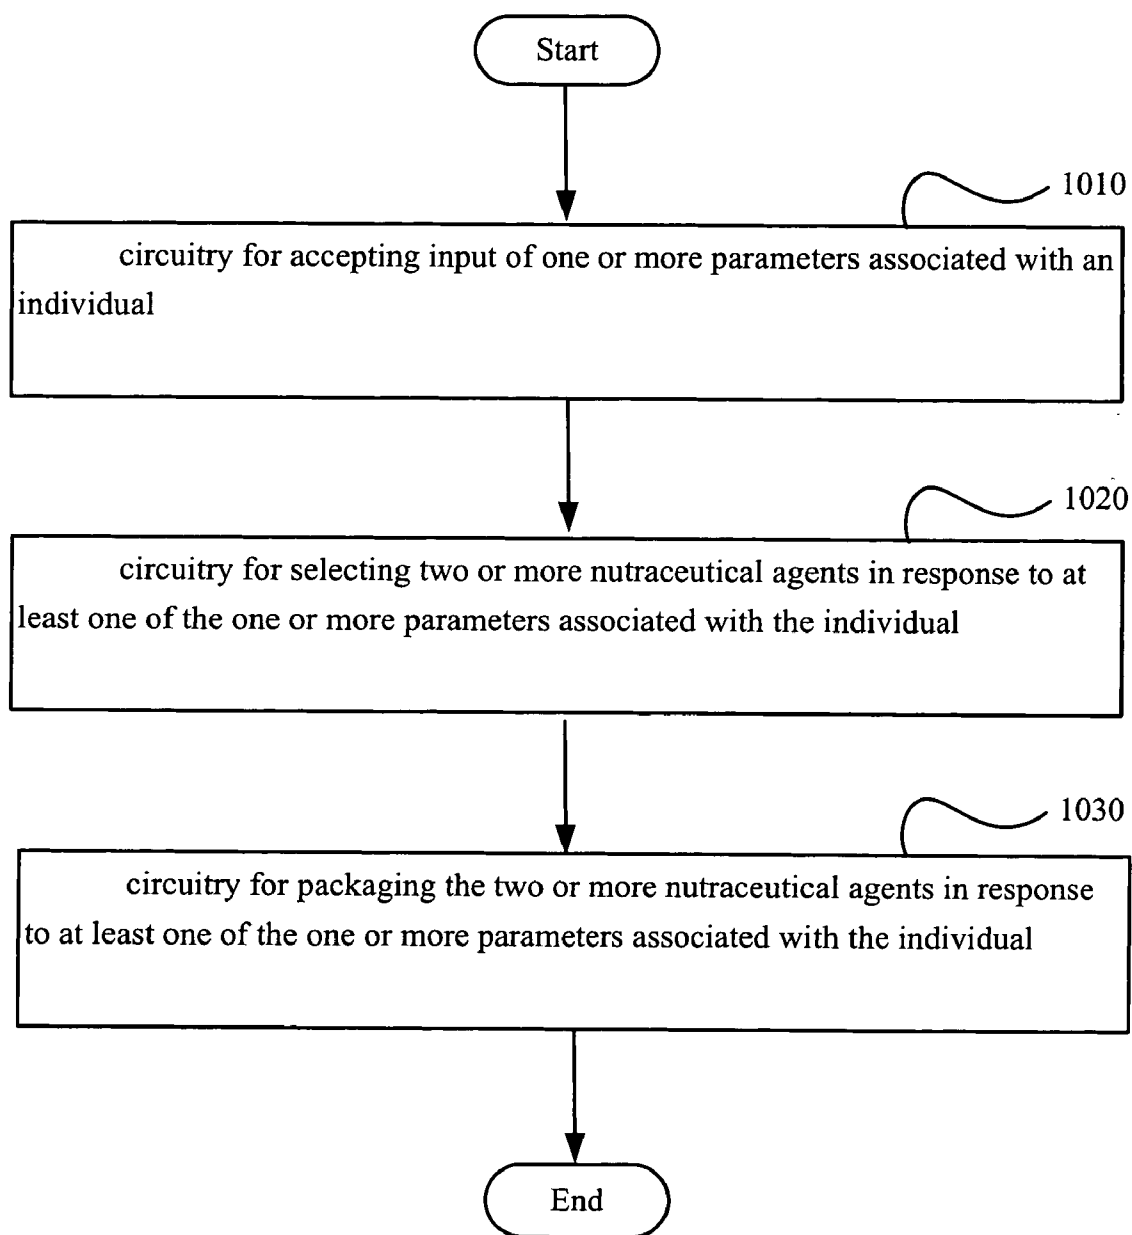 Start
1010
circuitry for accepting input of one or more parameters associated with an
individual
1020
circuitry for selecting two or more nutraceutical agents in response to at
least one of the one or more parameters associated with the individual
1030
circuitry for packaging the two or more nutraceutical agents in response
to at least one of the one or more parameters associated with the individual
End